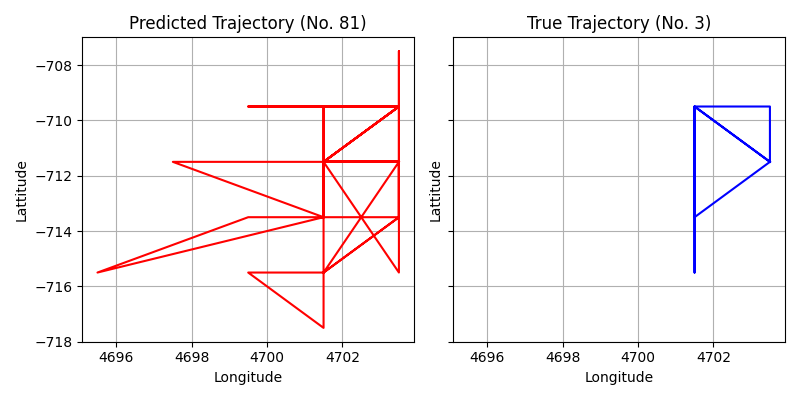 Predicted Trajectory (No. 81)
True Trajectory (No. 3)
−708
−710
−712
−714
−716
−718
Lattitude
Lattitude
4696
4698
4700
4702
4696
4698
4700
4702
Longitude
Longitude